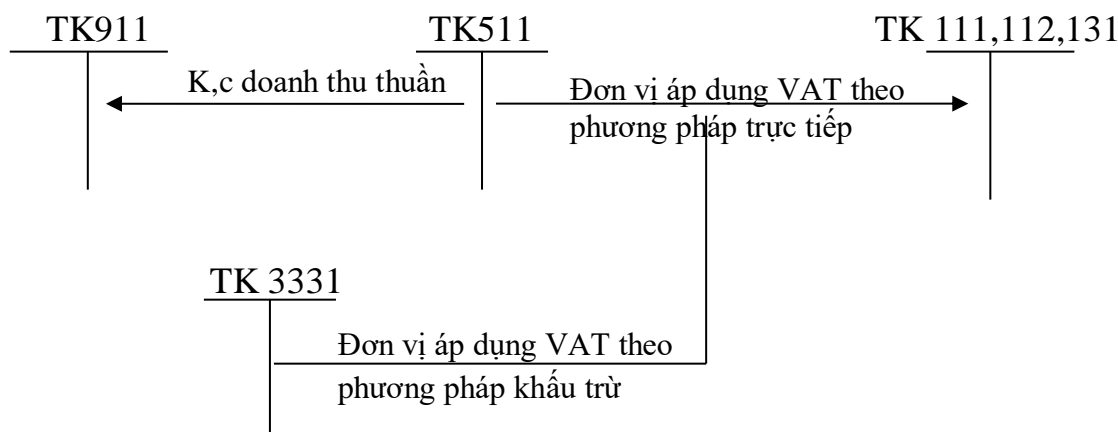 TK911
TK511
TK 111,112,131
K,c doanh thu thuần
Đơn vị áp dụng VAT theo
phương pháp trực tiếp
TK 3331
Đơn vị áp dụng VAT theo
phương pháp khấu trừ